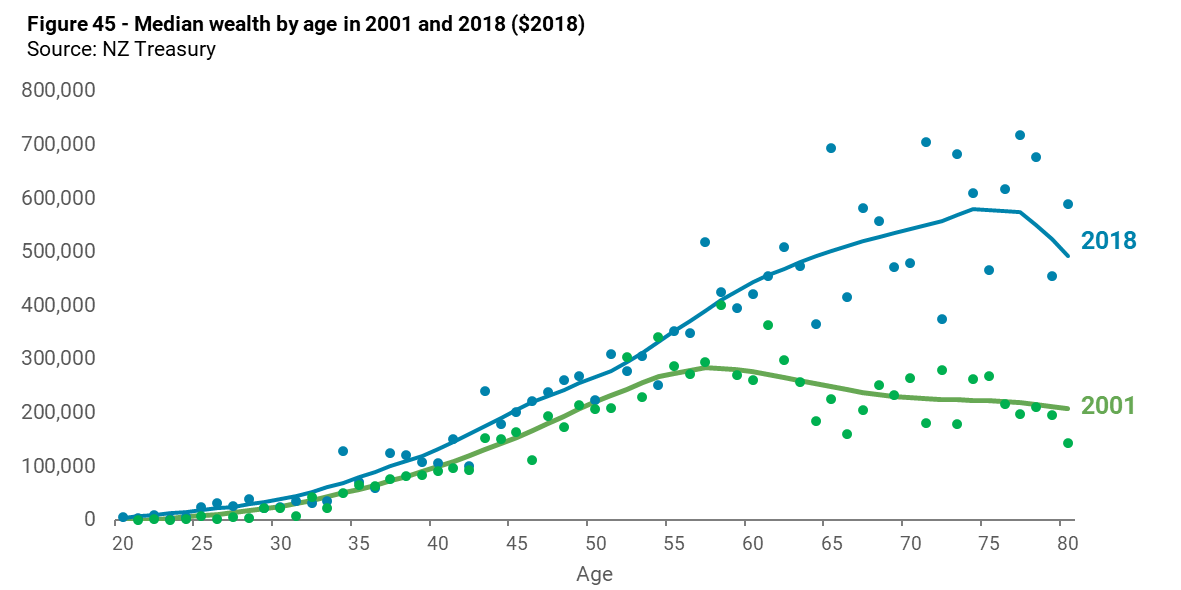 Figure 45 - Median wealth by age in 2001 and 2018 ($2018)
Source: NZ Treasury
800,000
700,000
600,000
500,000
400,000
300,000
200,000
100,000
0
2018
2001
20 25 30 35 40 45 50 55 60 65 70 75 80
Age